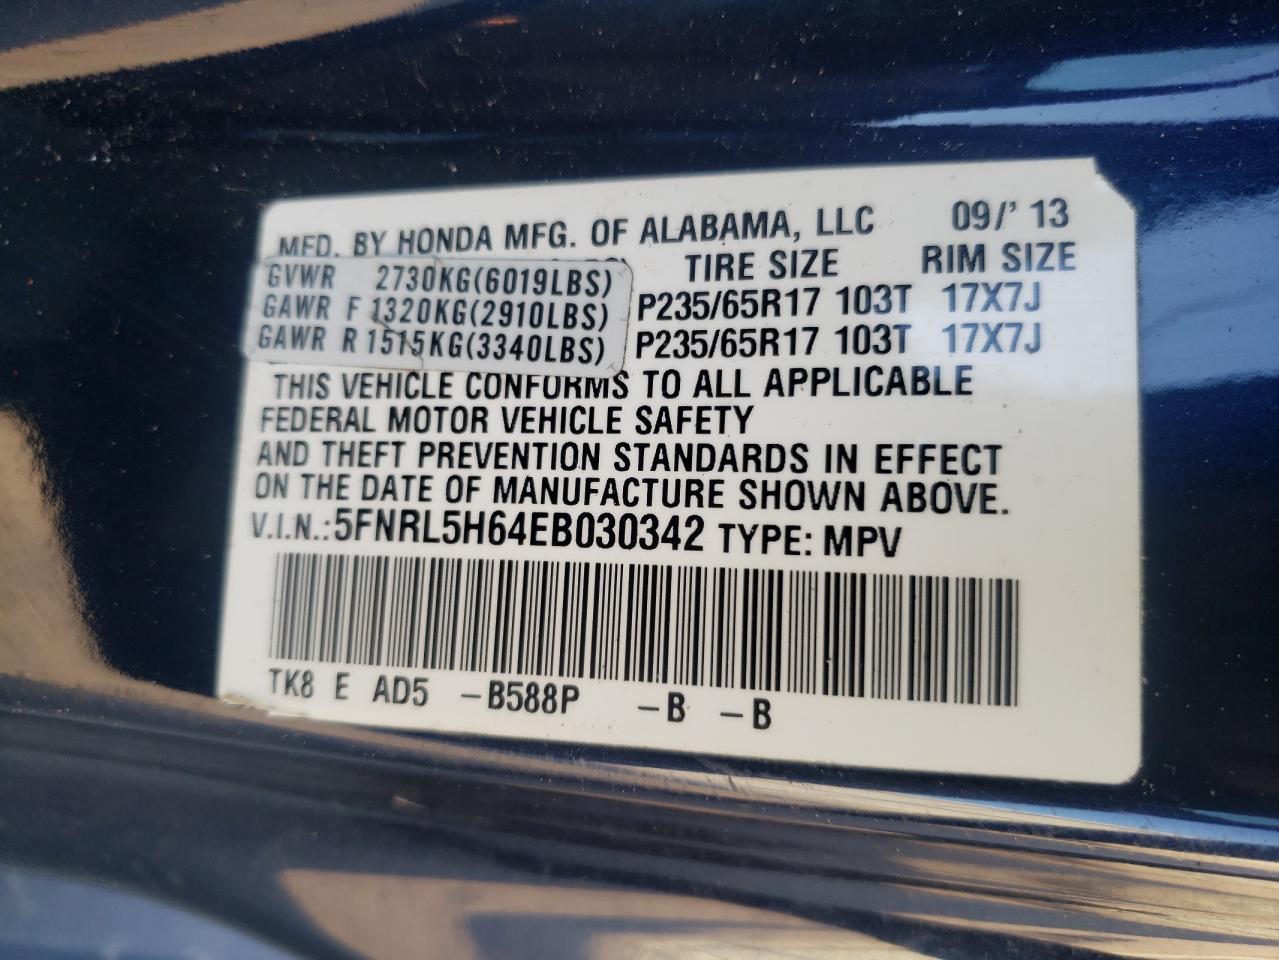 MFD. BY HONDA MFG. OF ALABAMA, LLC 09/' 13
TIRE SIZE RIM SIZE
GVWR 2730KG(6019LBS)
GAWR F 1320KG(2910LBS) P235/65R17 103T 17X7J
GAWR R 1515KG(3340LBS) P235/65R17 103T 17X7J
THIS VEHICLE CONFORMS TO ALL APPLICABLE
FEDERAL MOTOR VEHICLE SAFETY
AND THEFT PREVENTION STANDARDS IN EFFECT
ON THE DATE OF MANUFACTURE SHOWN ABOVE.
V.I.N.:5FNRL5H64EB030342 TYPE: MPV
TK8 E AD5 -B588P -B -B